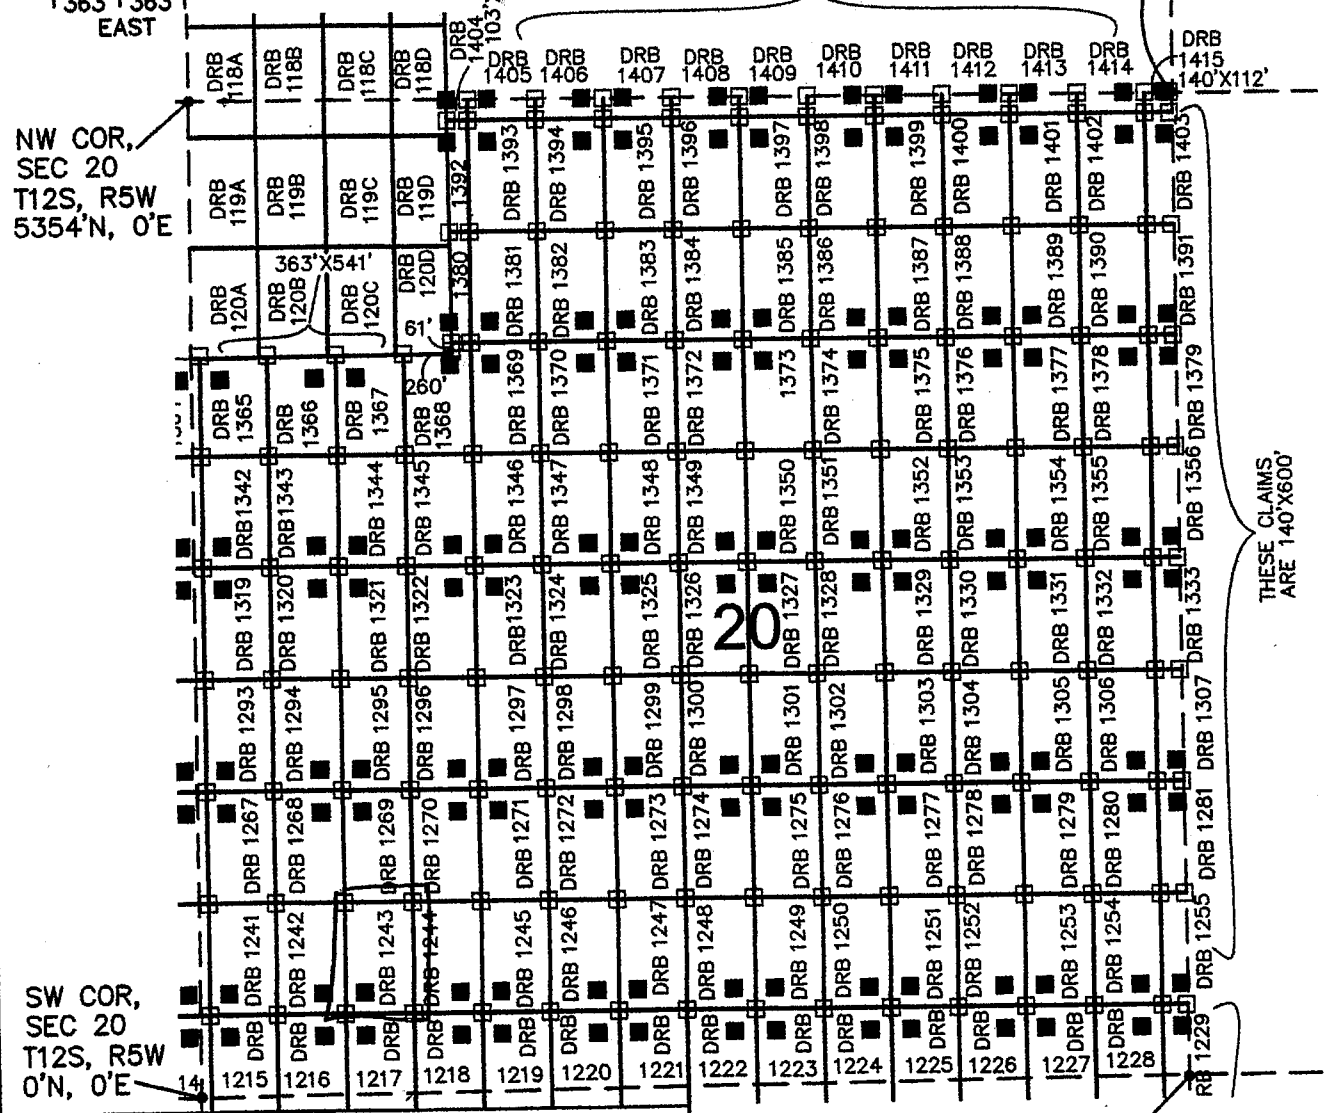 1363 1363
EAST
DRB 118A
DRB 118B
DRB 118C
DRB 118D
DRB 1404
103'
DRB 1405
DRB 1406
DRB 1407
DRB 1408
DRB 1409
DRB 1410
DRB 1411
DRB 1412
DRB 1413
DRB 1414
DRB 1415
140'X112'
NW COR,
SEC 20
T12S, R5W
5354'N, 0'E
DRB 119A
DRB 119B
DRB 119C
DRB 119D
1392
DRB 1393
DRB 1394
DRB 1395
DRB 1396
DRB 1397
DRB 1398
DRB 1399
DRB 1400
DRB 1401
DRB 1402
DRB 1403
363'X541'
DRB 120A
DRB 120B
DRB 120C
DRB 120D
1380
DRB 1381
DRB 1382
DRB 1383
DRB 1384
DRB 1385
DRB 1386
DRB 1387
DRB 1388
DRB 1389
DRB 1390
DRB 1391
61'
260'
DRB 1365
DRB 1366
DRB 1367
DRB 1368
DRB 1369
DRB 1370
DRB 1371
DRB 1372
1373
DRB 1374
DRB 1375
DRB 1376
DRB 1377
DRB 1378
DRB 1379
DRB 1342
DRB 1343
DRB 1344
DRB 1345
DRB 1346
DRB 1347
DRB 1348
DRB 1349
DRB 1350
DRB 1351
DRB 1352
DRB 1353
DRB 1354
DRB 1355
DRB 1356
THESE CLAIMS
ARE 140'X600'
DRB 1319
DRB 1320
DRB 1321
DRB 1322
DRB 1323
DRB 1324
DRB 1325
DRB 1326
20
DRB 1327
DRB 1328
DRB 1329
DRB 1330
DRB 1331
DRB 1332
DRB 1333
DRB 1293
DRB 1294
DRB 1295
DRB 1296
DRB 1297
DRB 1298
DRB 1299
DRB 1300
DRB 1301
DRB 1302
DRB 1303
DRB 1304
DRB 1305
DRB 1306
DRB 1307
DRB 1267
DRB 1268
DRB 1269
DRB 1270
DRB 1271
DRB 1272
DRB 1273
DRB 1274
DRB 1275
DRB 1276
DRB 1277
DRB 1278
DRB 1279
DRB 1280
DRB 1281
DRB 1241
DRB 1242
DRB 1243
DRB 1244
DRB 1245
DRB 1246
DRB 1247
DRB 1248
DRB 1249
DRB 1250
DRB 1251
DRB 1252
DRB 1253
DRB 1254
DRB 1255
SW COR,
SEC 20
T12S, R5W
0'N, 0'E
14
DRB 1215
DRB 1216
DRB 1217
DRB 1218
DRB 1219
DRB 1220
DRB 1221
DRB 1222
DRB 1223
DRB 1224
DRB 1225
DRB 1226
DRB 1227
DRB 1228
RB 1229